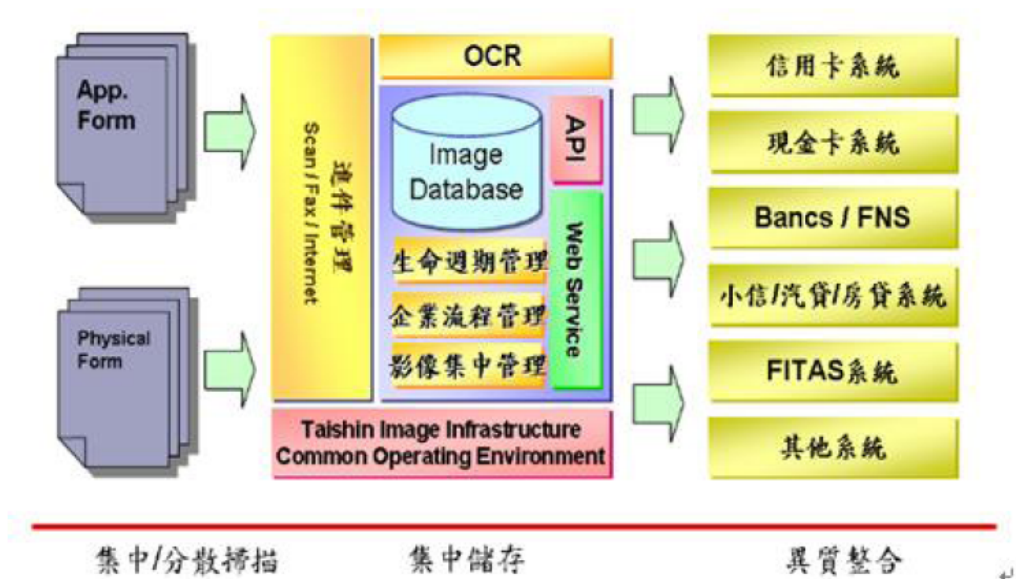 App.
Form
Physical
Form
進件管理
Scan / Fax / Internet
OCR
Image
Database
API
Web Service
生命週期管理
企業流程管理
影像集中管理
Taishin Image Infrastructure
Common Operating Environment
信用卡系統
現金卡系統
Bancs / FNS
小信/汽貸/房貸系統
FITAS系統
其他系統
集中/分散掃描
集中儲存
異質整合